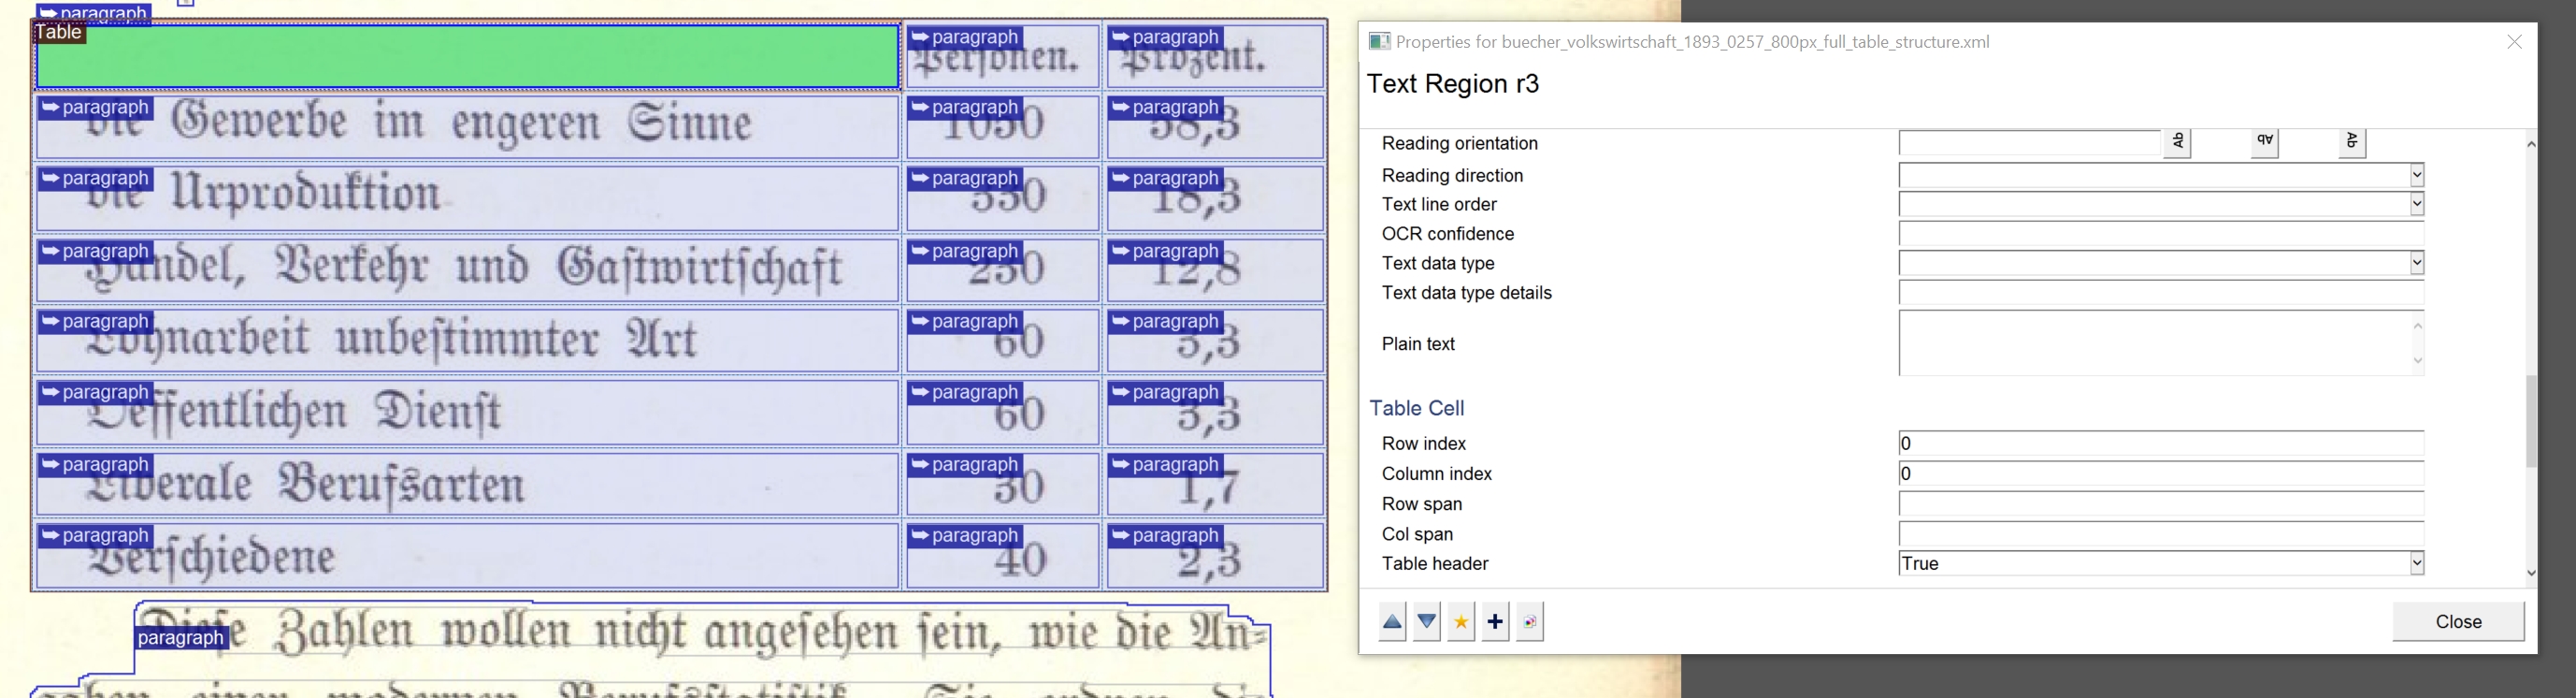 paragraph
Table
paragraph Perſonen.
paragraph Prozent.
paragraph die Gewerbe im engeren Sinne
paragraph 1050
paragraph 58,3
paragraph die Urproduktion
paragraph 330
paragraph 18,3
paragraph Handel, Verkehr und Gaſtwirtſchaft
paragraph 230
paragraph 12,8
paragraph Lohnarbeit unbeſtimmter Art
paragraph 60
paragraph 3,3
paragraph Oeffentlichen Dienſt
paragraph 60
paragraph 3,3
paragraph Liberale Berufsarten
paragraph 30
paragraph 1,7
paragraph Verſchiedene
paragraph 40
paragraph 2,3
paragraph
Dieſe Zahlen wollen nicht angeſehen ſein, wie die An-
Properties for buecher_volkswirtschaft_1893_0257_800px_full_table_structure.xml
Text Region r3
Reading orientation Ab Ab Ab
Reading direction
Text line order
OCR confidence
Text data type
Text data type details
Plain text
Table Cell
Row index 0
Column index 0
Row span
Col span
Table header True
Close